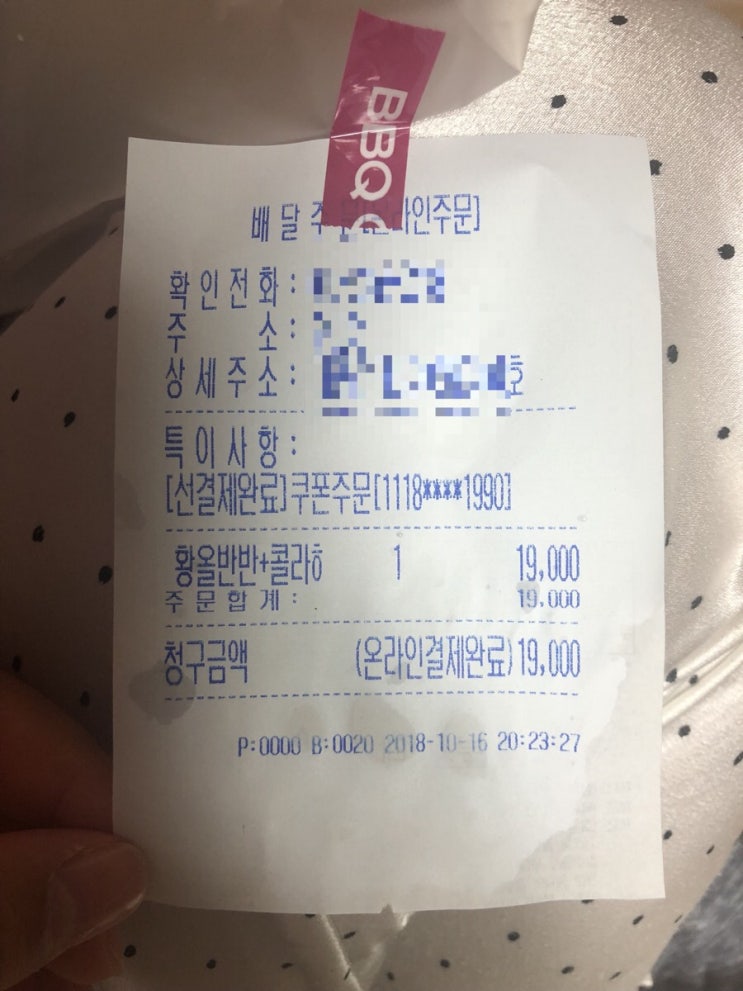 BBQ
배달주 [온라인주문]
확인전화:
주 소:
상세주소: 호
특이사항:
[선결제완료]쿠폰주문[1118****1990]
황올반반+콜라ㅎ 1 19,000
주문합계: 19,000
청구금액 (온라인결제완료)19,000
P:0000 B:0020 2018-10-16 20:23:27